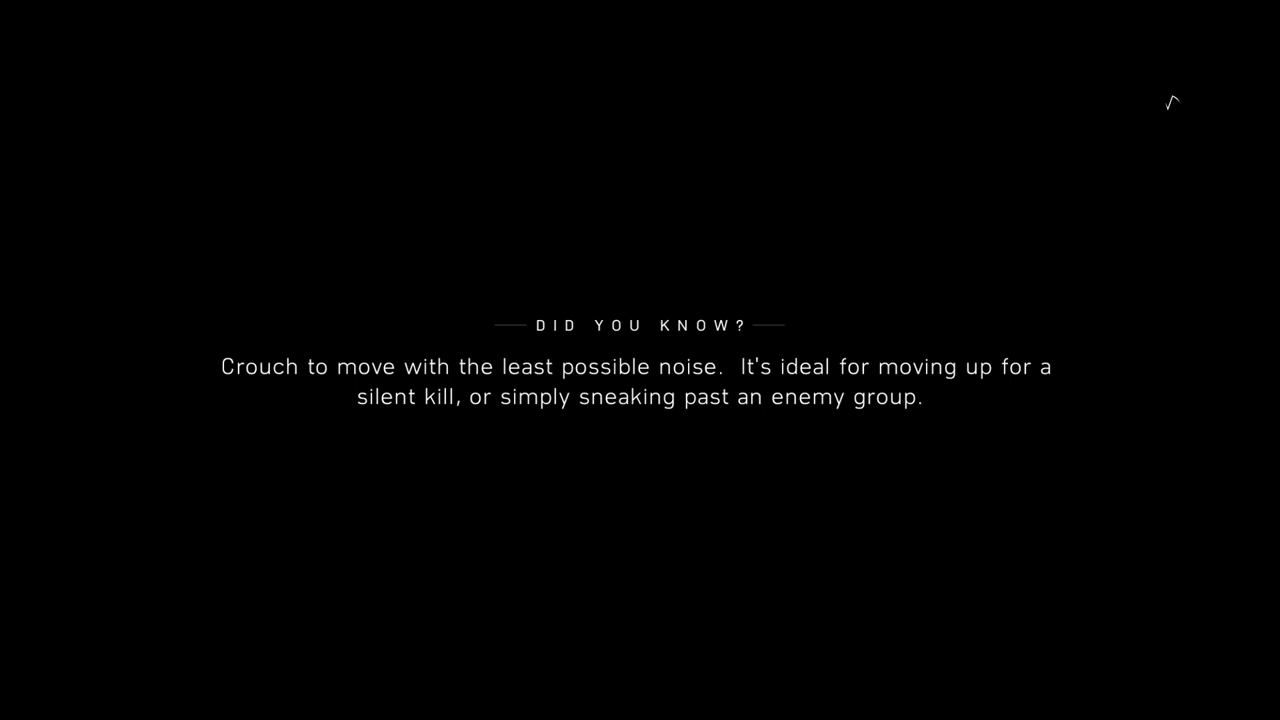 DID YOU KNOW?
Crouch to move with the least possible noise.  It's ideal for moving up for a
silent kill, or simply sneaking past an enemy group.